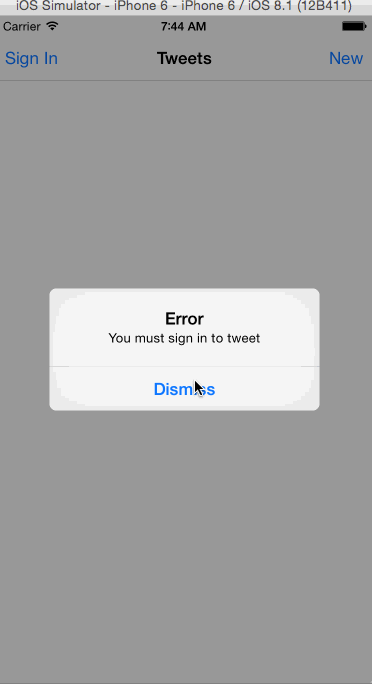 iOS Simulator - iPhone 6 - iPhone 6 / iOS 8.1 (12B411)
Carrier 7:44 AM
Sign In Tweets New
Error
You must sign in to tweet
Dismiss